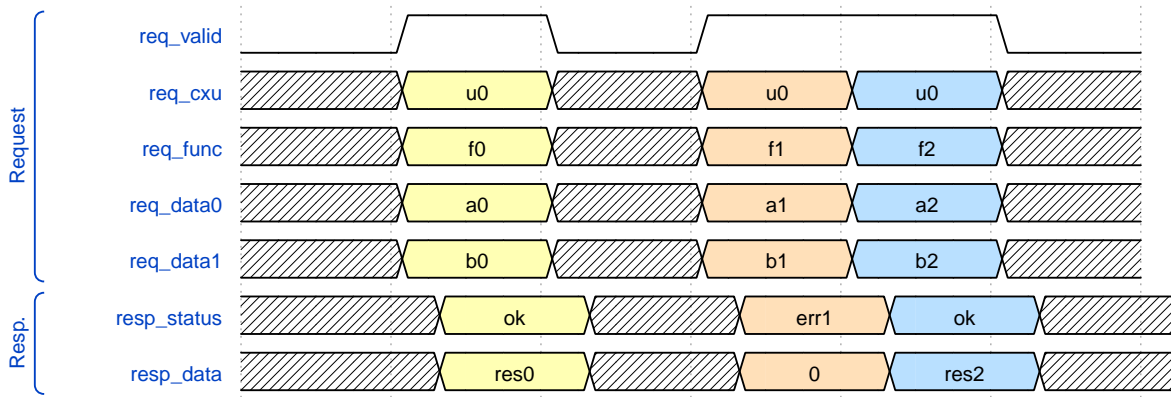 Request
req_valid
req_cxu u0 u0 u0
req_func f0 f1 f2
req_data0 a0 a1 a2
req_data1 b0 b1 b2
Resp.
resp_status ok err1 ok
resp_data res0 0 res2